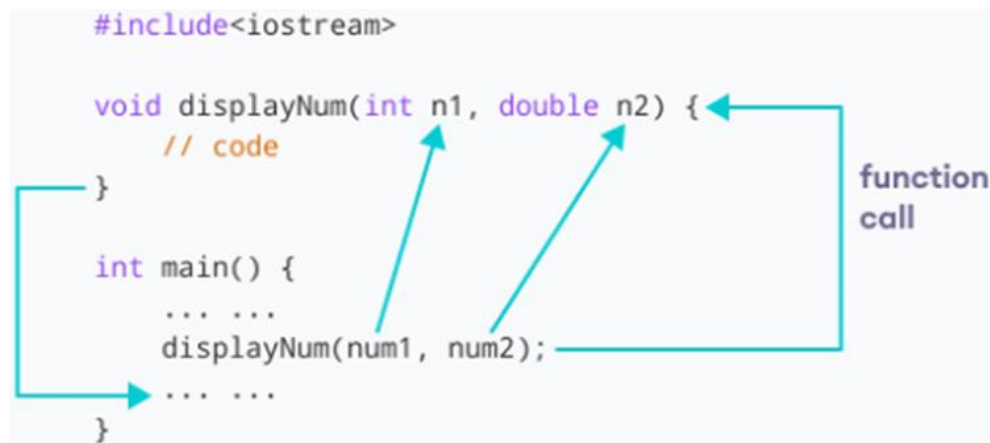 #include<iostream>
void displayNum(int n1, double n2) {
// code
}
function
call
int main() {
... ...
displayNum(num1, num2);
... ...
}